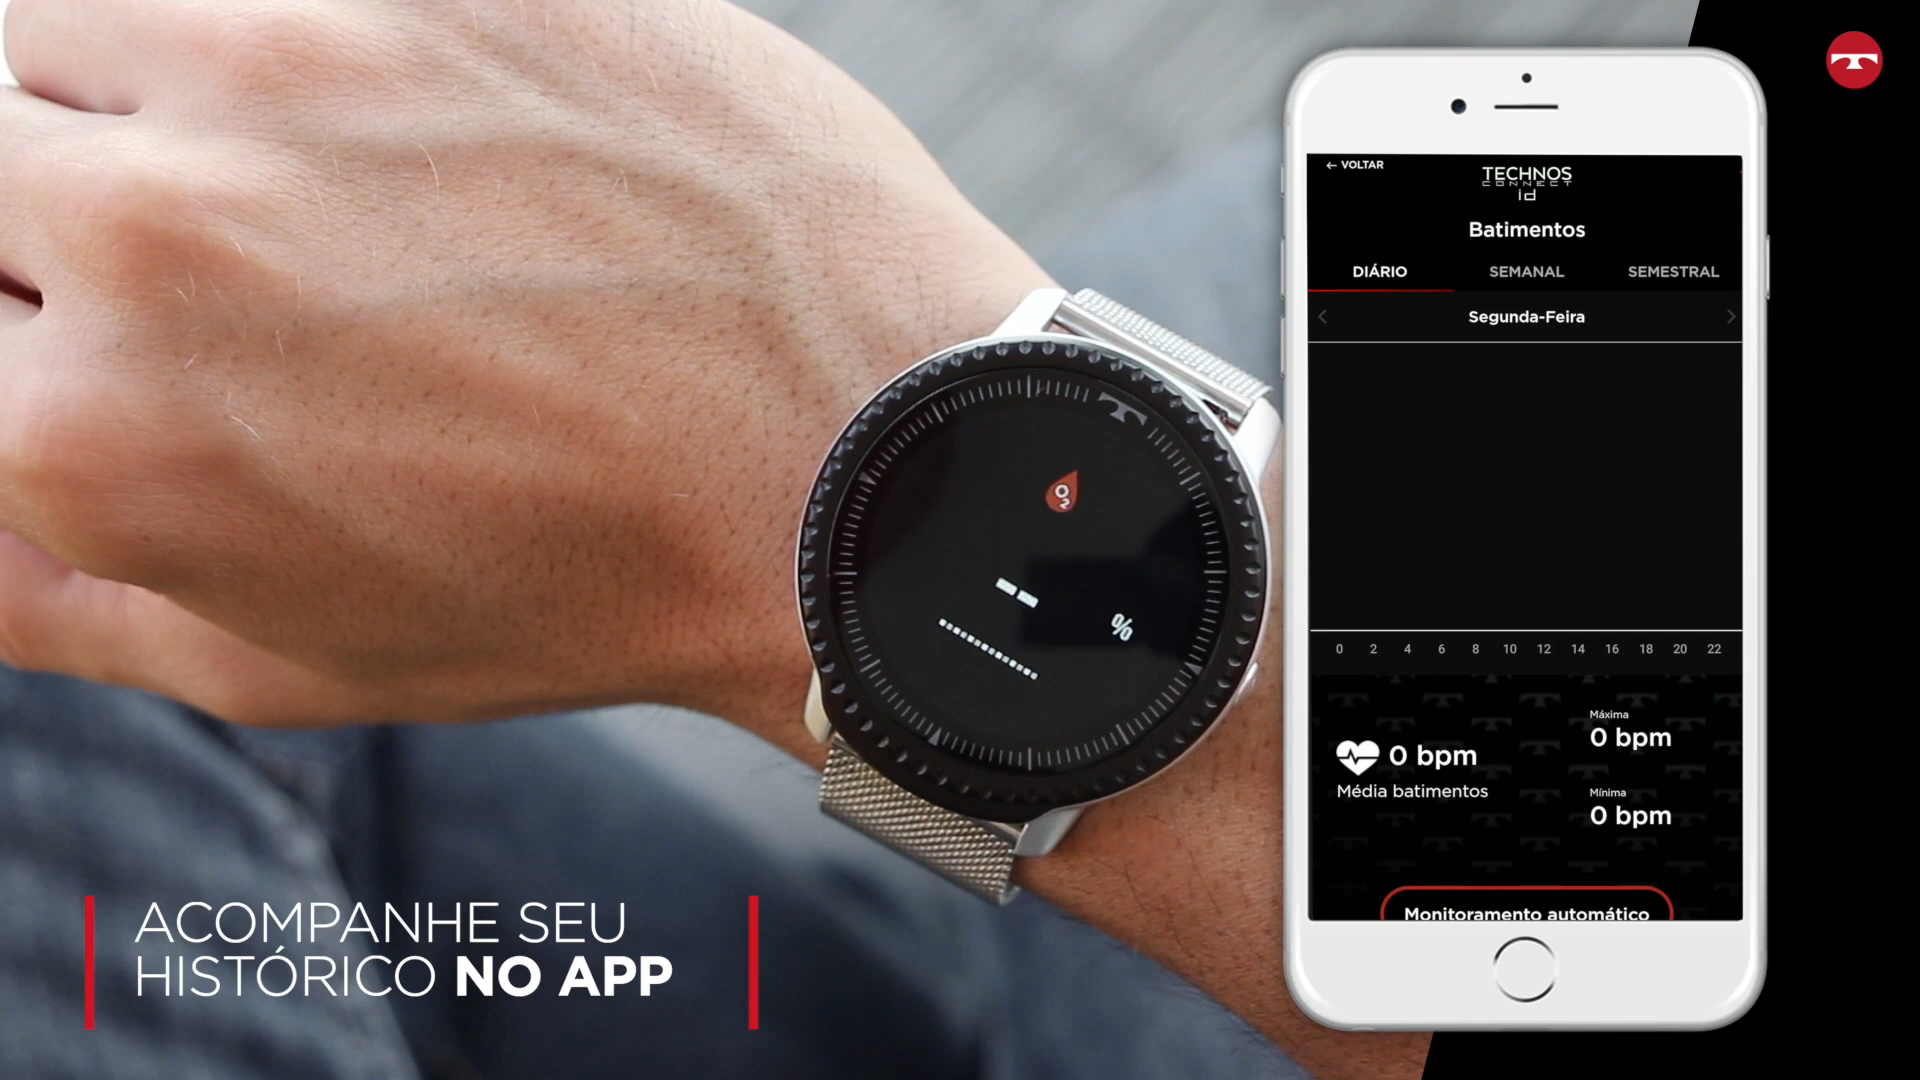 ← VOLTAR
TECHNOS
CONNECT
id
Batimentos
DIÁRIO SEMANAL SEMESTRAL
Segunda-Feira
0 2 4 6 8 10 12 14 16 18 20 22
0 bpm
Média batimentos
Máxima
0 bpm
Mínima
0 bpm
Monitoramento automático
O2
-- %
ACOMPANHE SEU
HISTÓRICO NO APP